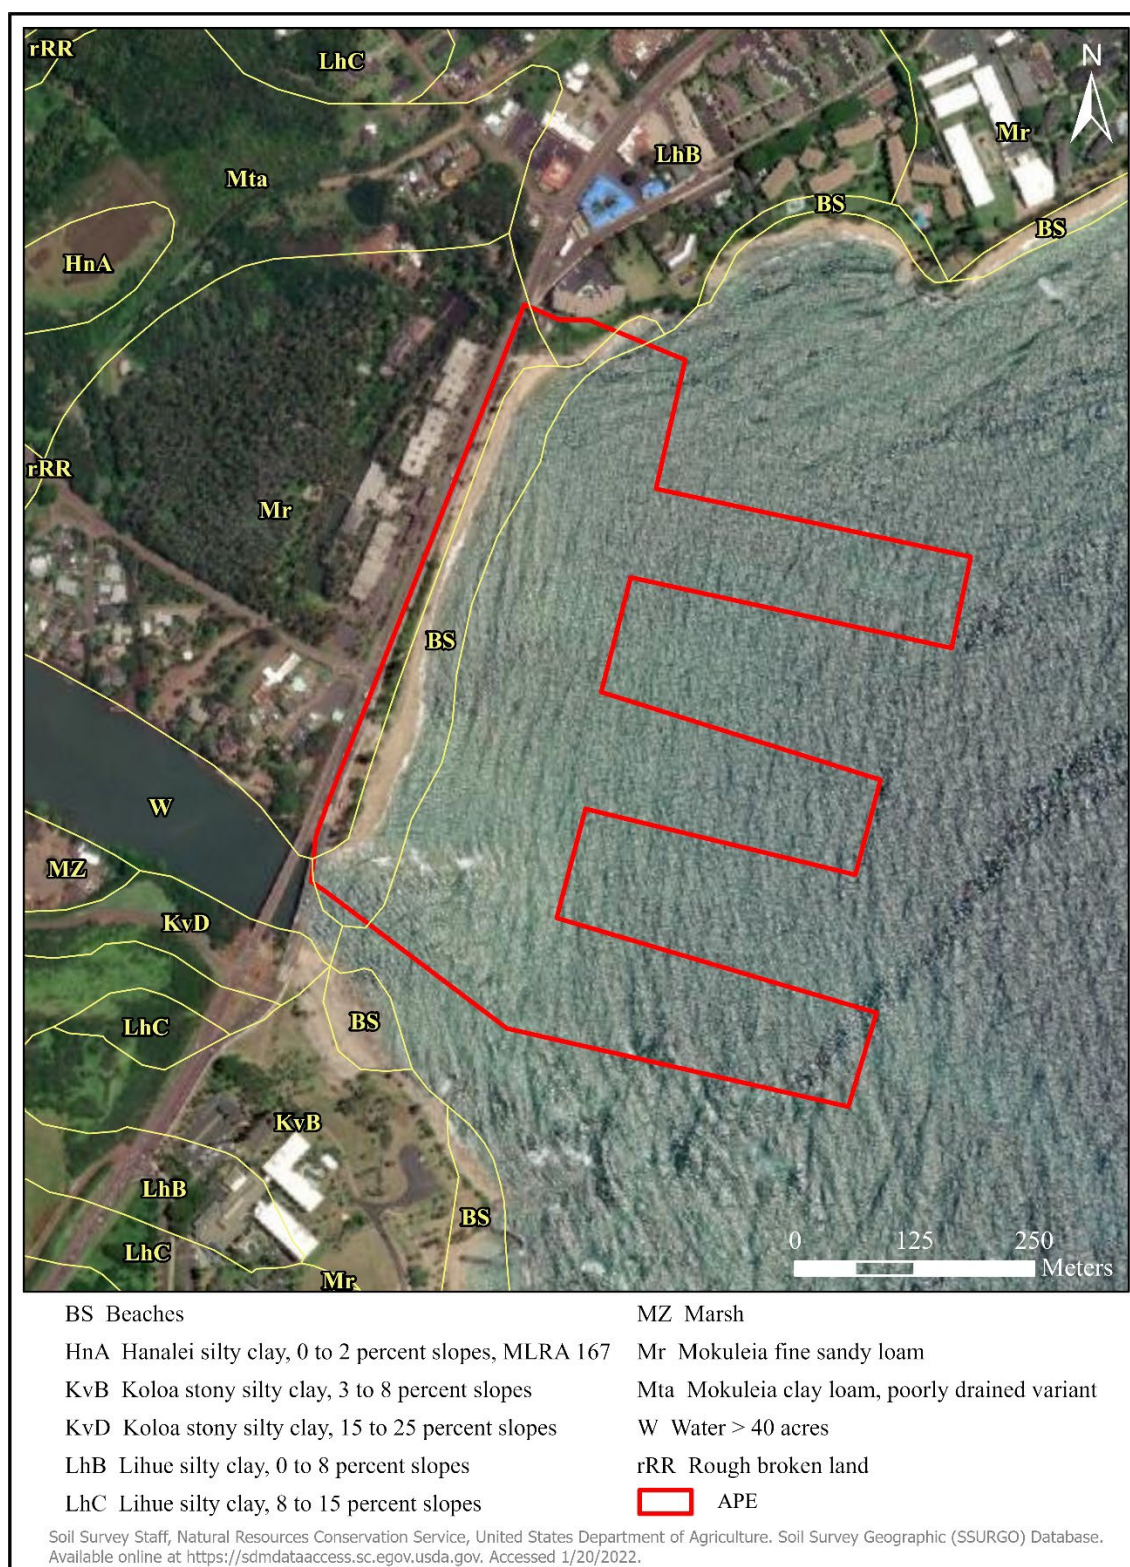 rRR
LhC
N
Mr
LhB
Mta
BS
BS
HnA
rRR
Mr
BS
W
MZ
KvD
LhC
BS
KvB
LhB
BS
LhC
Mr
0 125 250
Meters
BS Beaches
HnA Hanalei silty clay, 0 to 2 percent slopes, MLRA 167
KvB Koloa stony silty clay, 3 to 8 percent slopes
KvD Koloa stony silty clay, 15 to 25 percent slopes
LhB Lihue silty clay, 0 to 8 percent slopes
LhC Lihue silty clay, 8 to 15 percent slopes
MZ Marsh
Mr Mokuleia fine sandy loam
Mta Mokuleia clay loam, poorly drained variant
W Water > 40 acres
rRR Rough broken land
APE
Soil Survey Staff, Natural Resources Conservation Service, United States Department of Agriculture. Soil Survey Geographic (SSURGO) Database.
Available online at https://sdmdataaccess.sc.egov.usda.gov. Accessed 1/20/2022.